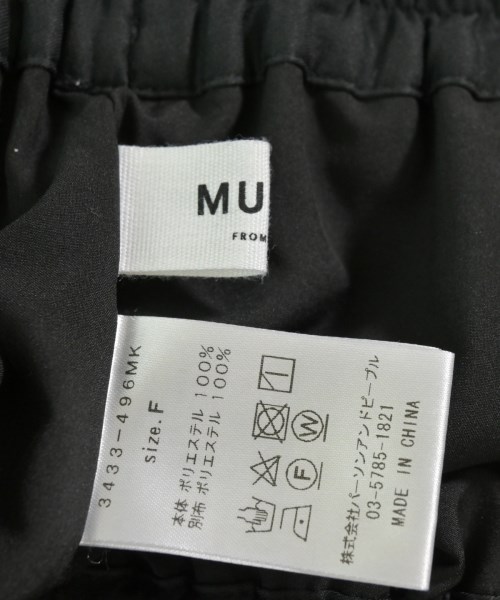 MU
FROM
3433-496MK
size.F
本体 ポリエステル 100%
別布 ポリエステル 100%
W
F
株式会社パーソンアンドピープル
03-5785-1821
MADE IN CHINA